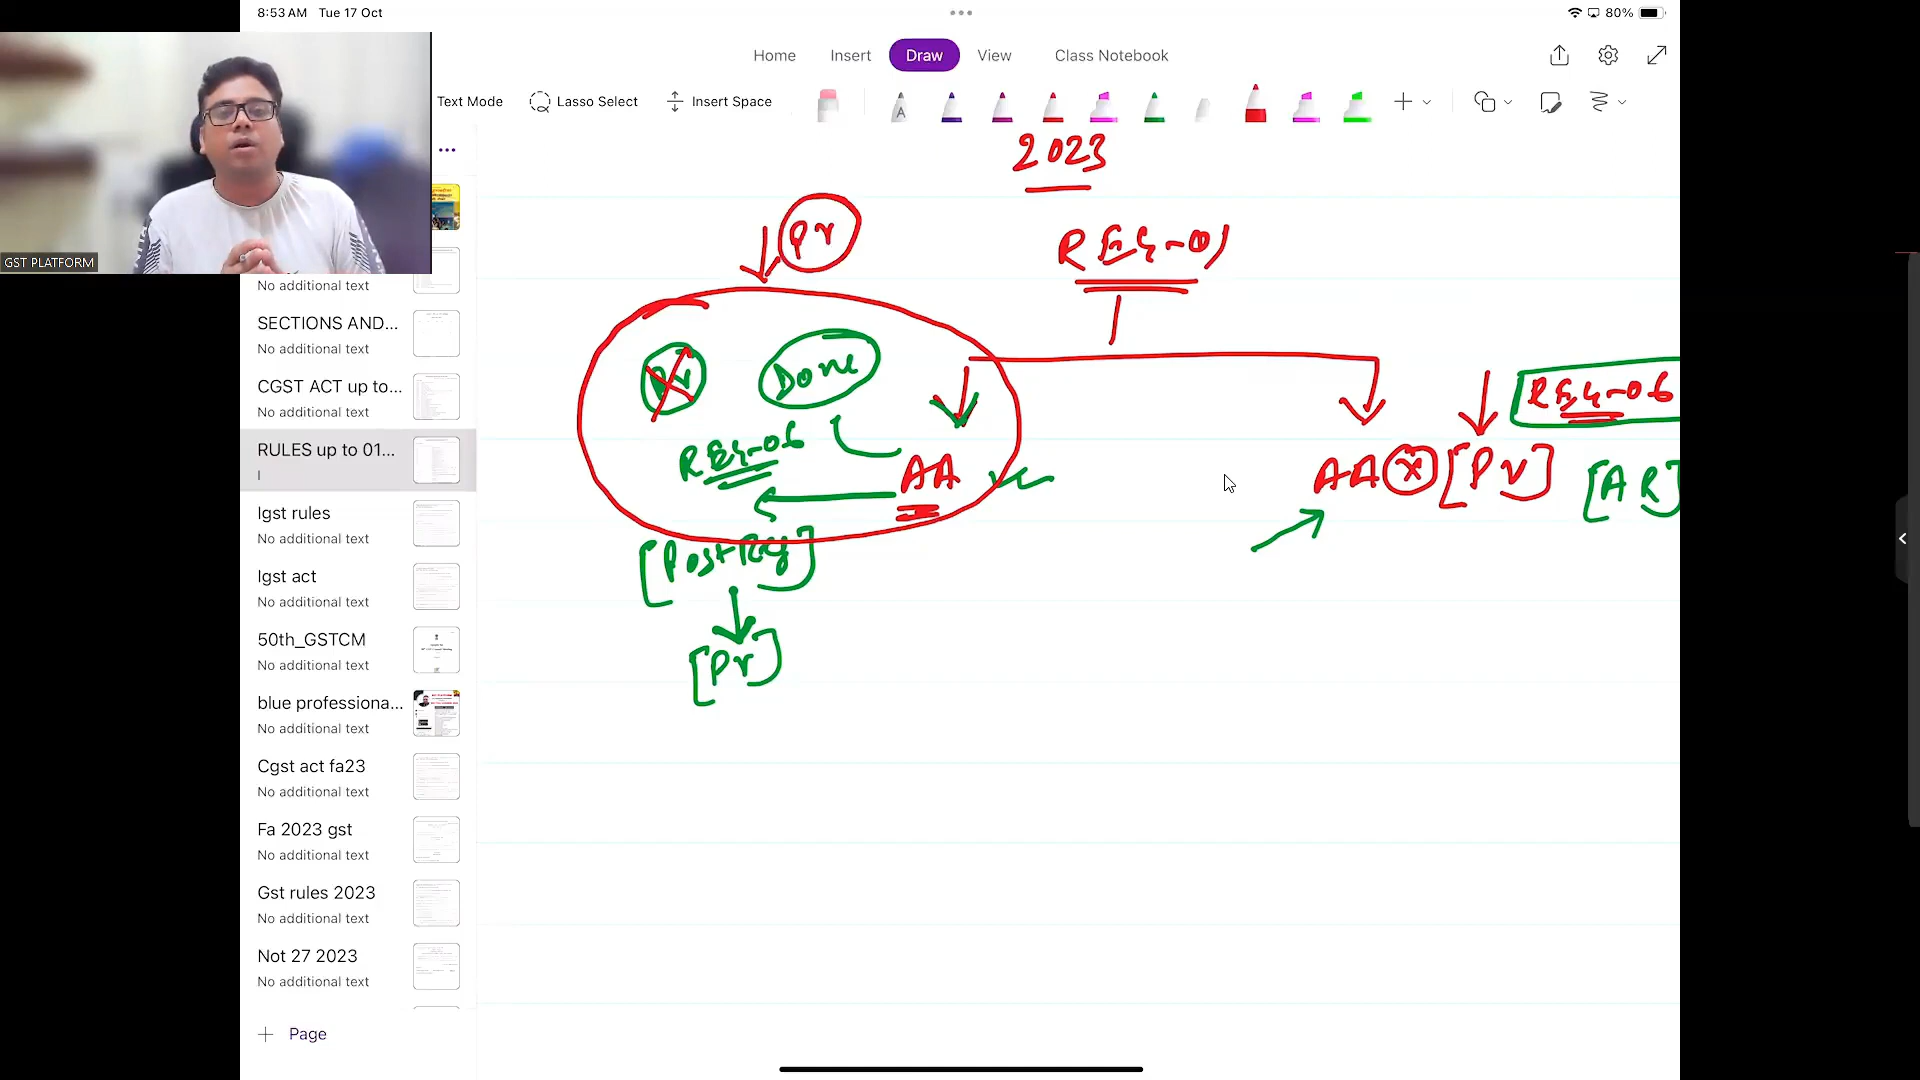 8:53 AM Tue 17 Oct
80%
Home Insert Draw View Class Notebook
Text Mode Lasso Select Insert Space
A
GST PLATFORM
No additional text
SECTIONS AND...
No additional text
CGST ACT up to...
No additional text
RULES up to 01...
I
Igst rules
No additional text
Igst act
No additional text
50th_GSTCM
No additional text
blue professiona...
No additional text
Cgst act fa23
No additional text
Fa 2023 gst
No additional text
Gst rules 2023
No additional text
Not 27 2023
No additional text
Page
2023
Pv
REG-01
Pv Done
REG-06
REG-06
AA
AA x [Pv]
[AR]
[Post Reg]
[Pv]